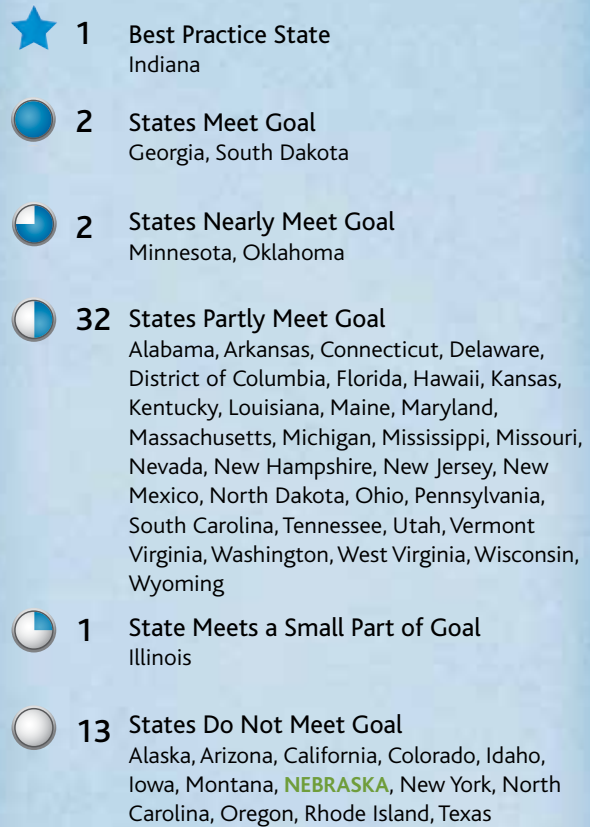 1 Best Practice State
Indiana
2 States Meet Goal
Georgia, South Dakota
2 States Nearly Meet Goal
Minnesota, Oklahoma
32 States Partly Meet Goal
Alabama, Arkansas, Connecticut, Delaware,
District of Columbia, Florida, Hawaii, Kansas,
Kentucky, Louisiana, Maine, Maryland,
Massachusetts, Michigan, Mississippi, Missouri,
Nevada, New Hampshire, New Jersey, New
Mexico, North Dakota, Ohio, Pennsylvania,
South Carolina, Tennessee, Utah, Vermont
Virginia, Washington, West Virginia, Wisconsin,
Wyoming
1 State Meets a Small Part of Goal
Illinois
13 States Do Not Meet Goal
Alaska, Arizona, California, Colorado, Idaho,
Iowa, Montana, NEBRASKA, New York, North
Carolina, Oregon, Rhode Island, Texas